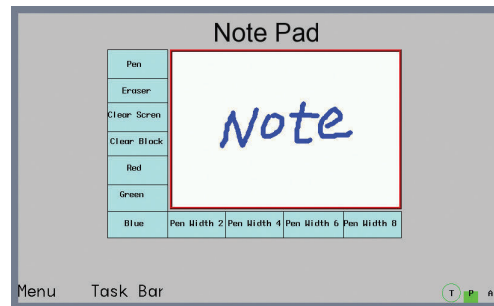 Note Pad
Pen
Eraser
Clear Scren
Clear Block
Red
Green
Blue
Pen Width 2 Pen Width 4 Pen Width 6 Pen Width 8
Note
Menu Task Bar
T P A